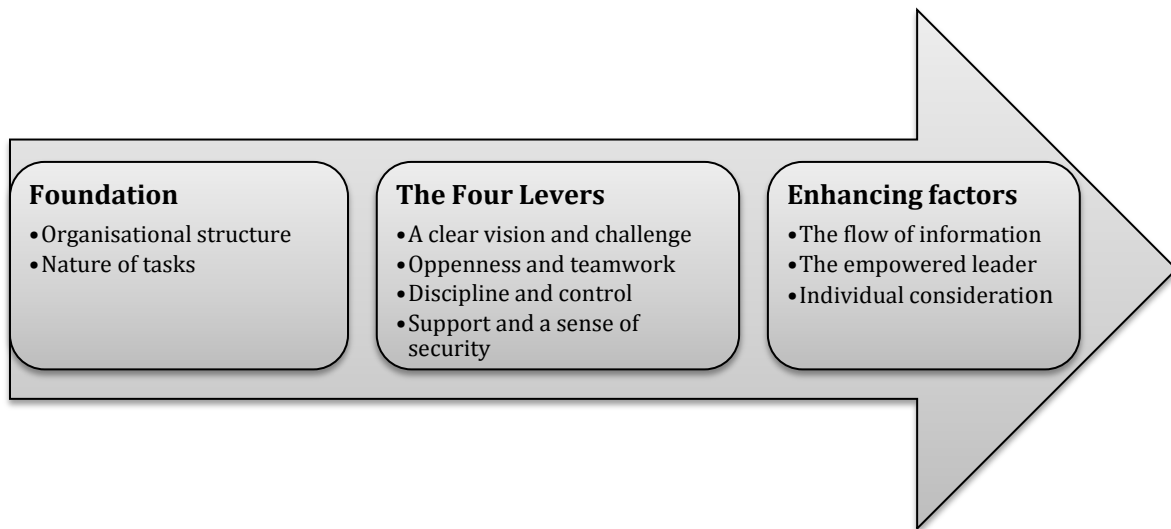 Foundation
•Organisational structure
•Nature of tasks
The Four Levers
•A clear vision and challenge
•Oppenness and teamwork
•Discipline and control
•Support and a sense of
security
Enhancing factors
•The flow of information
•The empowered leader
•Individual consideration